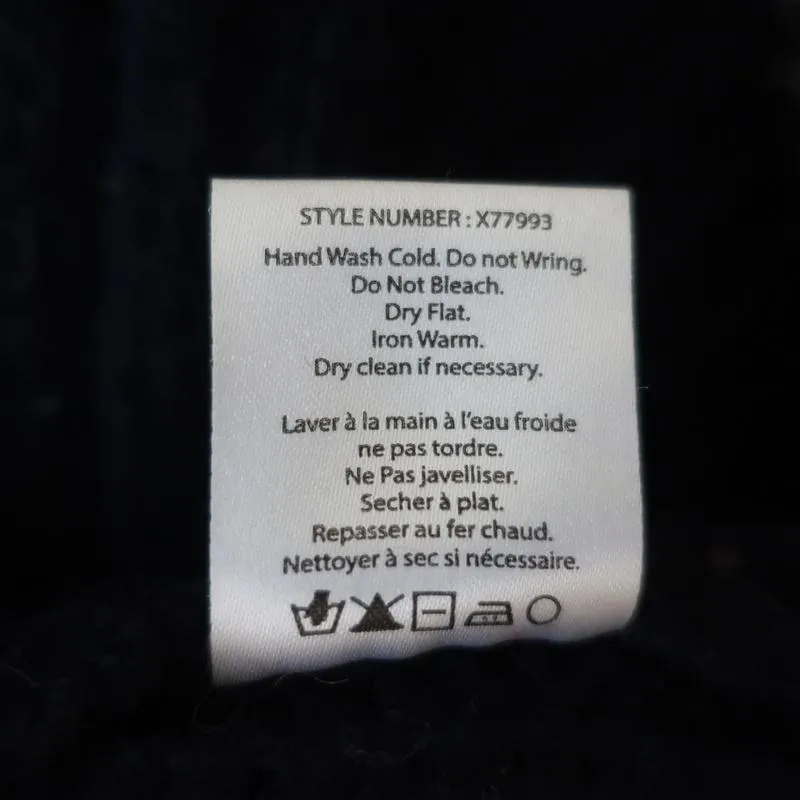 STYLE NUMBER : X77993
Hand Wash Cold. Do not Wring.
Do Not Bleach.
Dry Flat.
Iron Warm.
Dry clean if necessary.
Laver à la main à l'eau froide
ne pas tordre.
Ne Pas javelliser.
Secher à plat.
Repasser au fer chaud.
Nettoyer à sec si nécessaire.